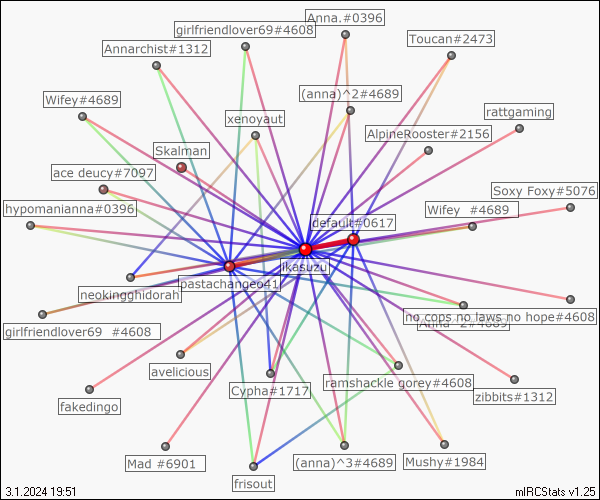 girlfriendlover69#4608
Anna.#0396
Annarchist#1312
Toucan#2473
Wifey#4689
(anna)^2#4689
rattgaming
xenoyaut
AlpineRooster#2156
Skalman
ace deucy#7097
Soxy Foxy#5076
hypomanianna#0396
default#0617
Wifey #4689
ikasuzu
pastachangeo41
neokingghidorah
no cops no laws no hope#4608
Anna^2#4689
girlfriendlover69 #4608
avelicious
Cypha#1717
ramshackle gorey#4608
zibbits#1312
fakedingo
Mad #6901
(anna)^3#4689
Mushy#1984
frisout
3.1.2024 19:51
mIRCStats v1.25